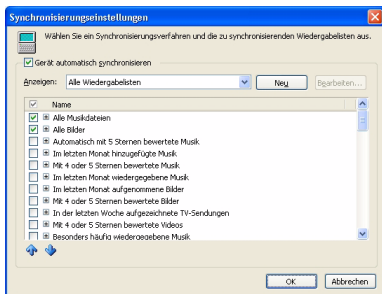 Synchronisierungseinstellungen
Wählen Sie ein Synchronisierungsverfahren und die zu synchronisierenden Wiedergabelisten aus.
Gerät automatisch synchronisieren
Anzeigen: Alle Wiedergabelisten Neu Bearbeiten...
Name
Alle Musikdateien
Alle Bilder
Automatisch mit 5 Sternen bewertete Musik
Im letzten Monat hinzugefügte Musik
Mit 4 oder 5 Sternen bewertete Musik
Im letzten Monat wiedergegebene Musik
Im letzten Monat aufgenommene Bilder
Mit 4 oder 5 Sternen bewertete Bilder
In der letzten Woche aufgezeichnete TV-Sendungen
Mit 4 oder 5 Sternen bewertete Videos
Besonders häufig wiedergegebene Musik
OK Abbrechen